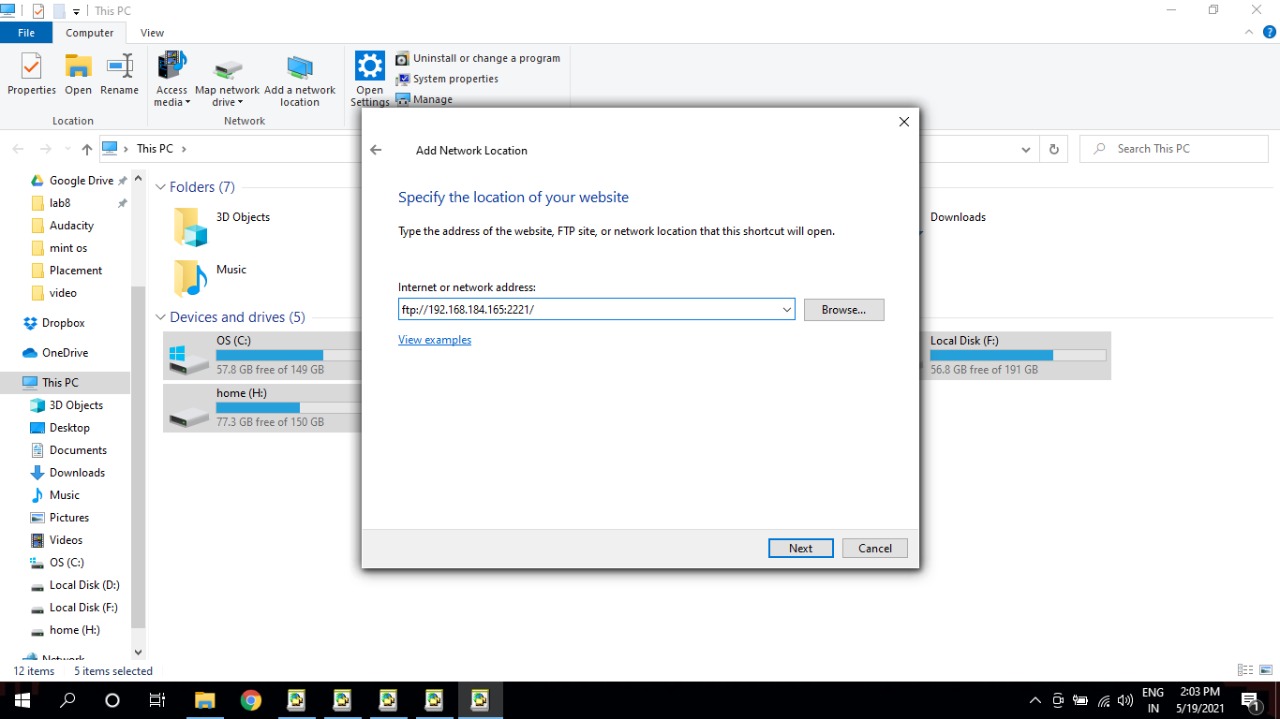 This PC
File
Computer
View
Properties
Open
Rename
Access media
Map network drive
Add a network location
Open Settings
Uninstall or change a program
System properties
Manage
Location
Network
This PC
Search This PC
Google Drive
lab8
Audacity
mint os
Placement
video
Dropbox
OneDrive
This PC
3D Objects
Desktop
Documents
Downloads
Music
Pictures
Videos
OS (C:)
Local Disk (D:)
Local Disk (F:)
home (H:)
Network
Folders (7)
3D Objects
Downloads
Music
Devices and drives (5)
OS (C:)
57.8 GB free of 149 GB
Local Disk (F:)
56.8 GB free of 191 GB
home (H:)
77.3 GB free of 150 GB
Add Network Location
Specify the location of your website
Type the address of the website, FTP site, or network location that this shortcut will open.
Internet or network address:
ftp://192.168.184.165:2221/
Browse...
View examples
Next
Cancel
12 items
5 items selected
ENG
IN
2:03 PM
5/19/2021
1